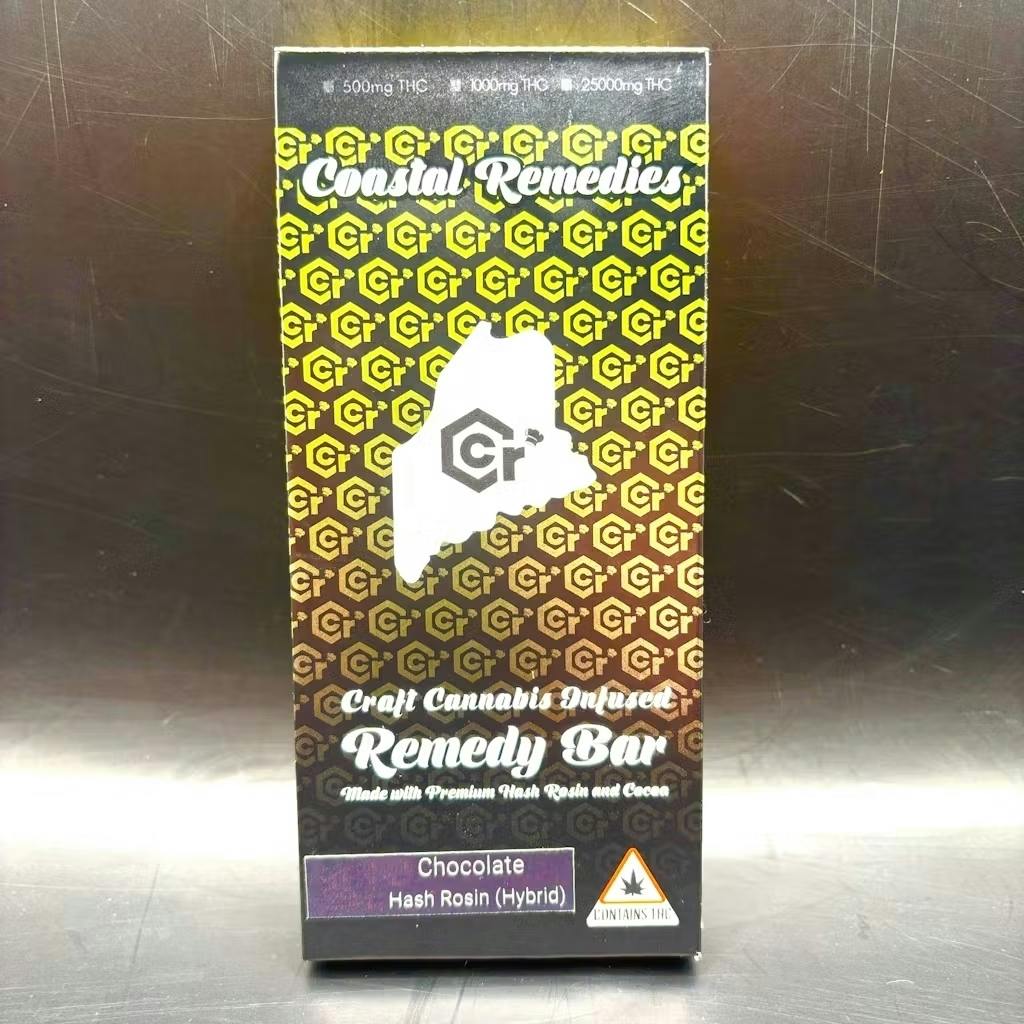 500mg THC 1000mg THC 25000mg THC
Coastal Remedies
Cr
Craft Cannabis Infused
Remedy Bar
Made with Premium Hash Rosin and Cocoa
Chocolate
Hash Rosin (Hybrid)
CONTAINS THC